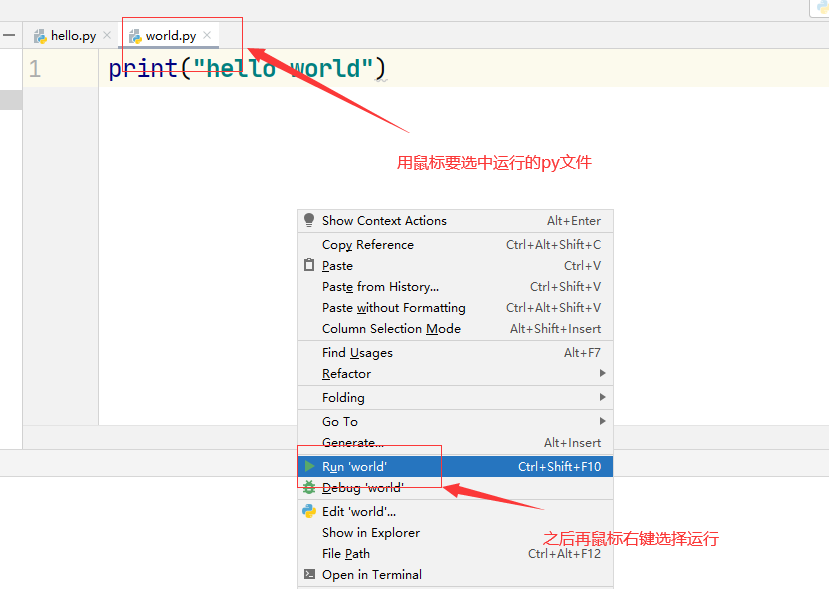 hello.py
world.py
1
print("hello world")
用鼠标要选中运行的py文件
Show Context Actions Alt+Enter
Copy Reference Ctrl+Alt+Shift+C
Paste Ctrl+V
Paste from History... Ctrl+Shift+V
Paste without Formatting Ctrl+Alt+Shift+V
Column Selection Mode Alt+Shift+Insert
Find Usages Alt+F7
Refactor
Folding
Go To
Generate... Alt+Insert
Run 'world' Ctrl+Shift+F10
Debug 'world'
Edit 'world'...
Show in Explorer
之后再鼠标右键选择运行
File Path Ctrl+Alt+F12
Open in Terminal